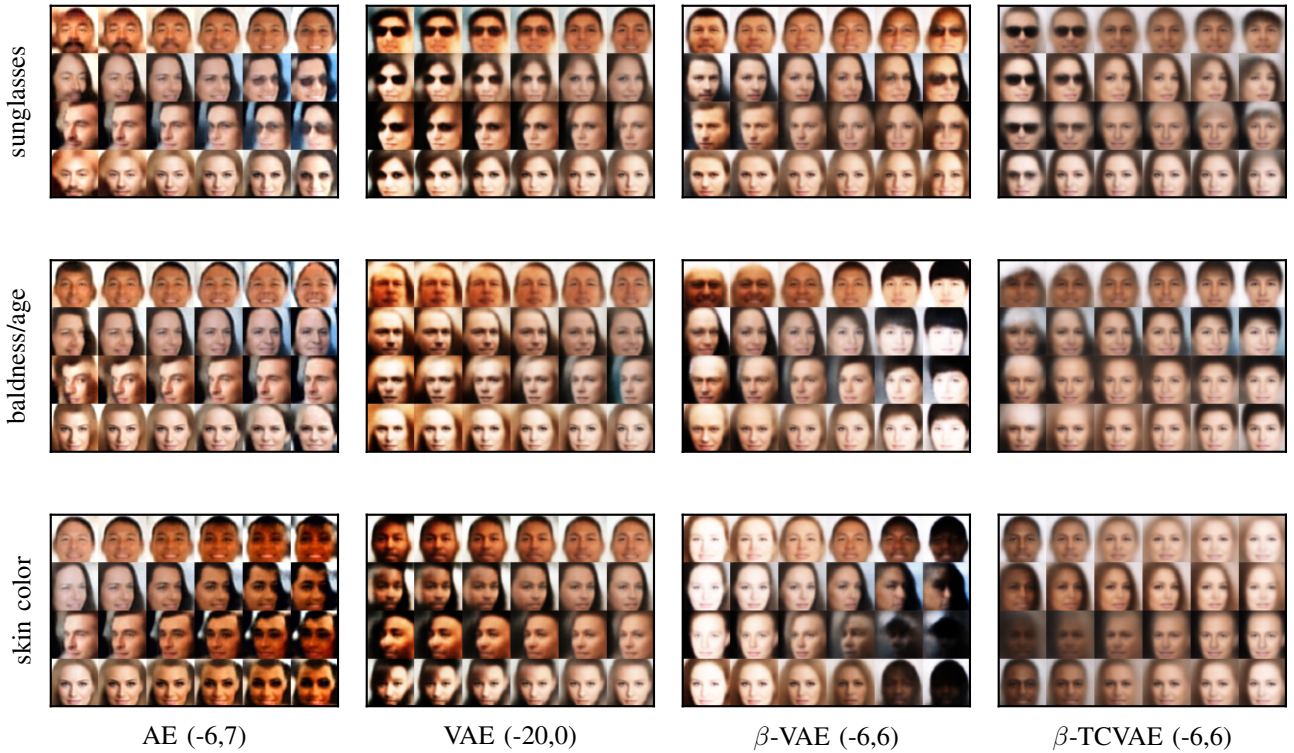 sunglasses
baldness/age
skin color
AE (-6,7)
VAE (-20,0)
β-VAE (-6,6)
β-TCVAE (-6,6)